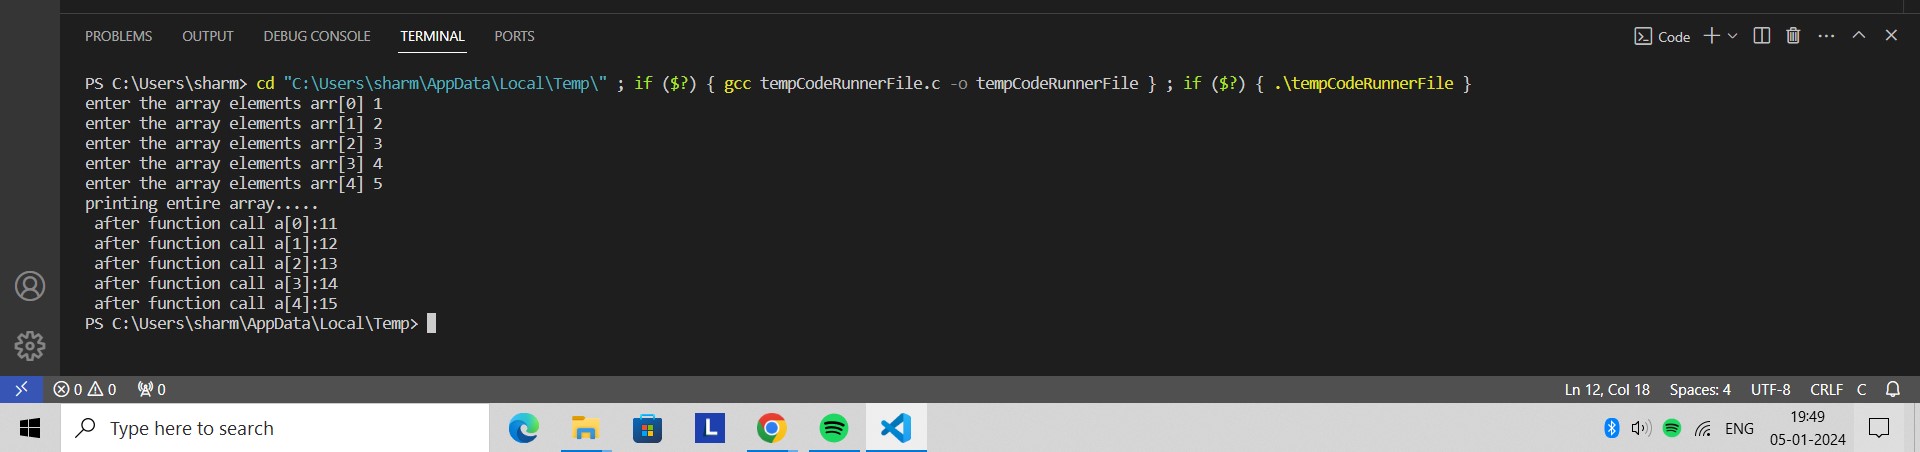 PROBLEMS OUTPUT DEBUG CONSOLE TERMINAL PORTS Code
PS C:\Users\sharm> cd "C:\Users\sharm\AppData\Local\Temp\" ; if ($?) { gcc tempCodeRunnerFile.c -o tempCodeRunnerFile } ; if ($?) { .\tempCodeRunnerFile }
enter the array elements arr[0] 1
enter the array elements arr[1] 2
enter the array elements arr[2] 3
enter the array elements arr[3] 4
enter the array elements arr[4] 5
printing entire array.....
 after function call a[0]:11
 after function call a[1]:12
 after function call a[2]:13
 after function call a[3]:14
 after function call a[4]:15
PS C:\Users\sharm\AppData\Local\Temp>
0 0 0 Ln 12, Col 18 Spaces: 4 UTF-8 CRLF C
Type here to search L ENG 19:49
05-01-2024